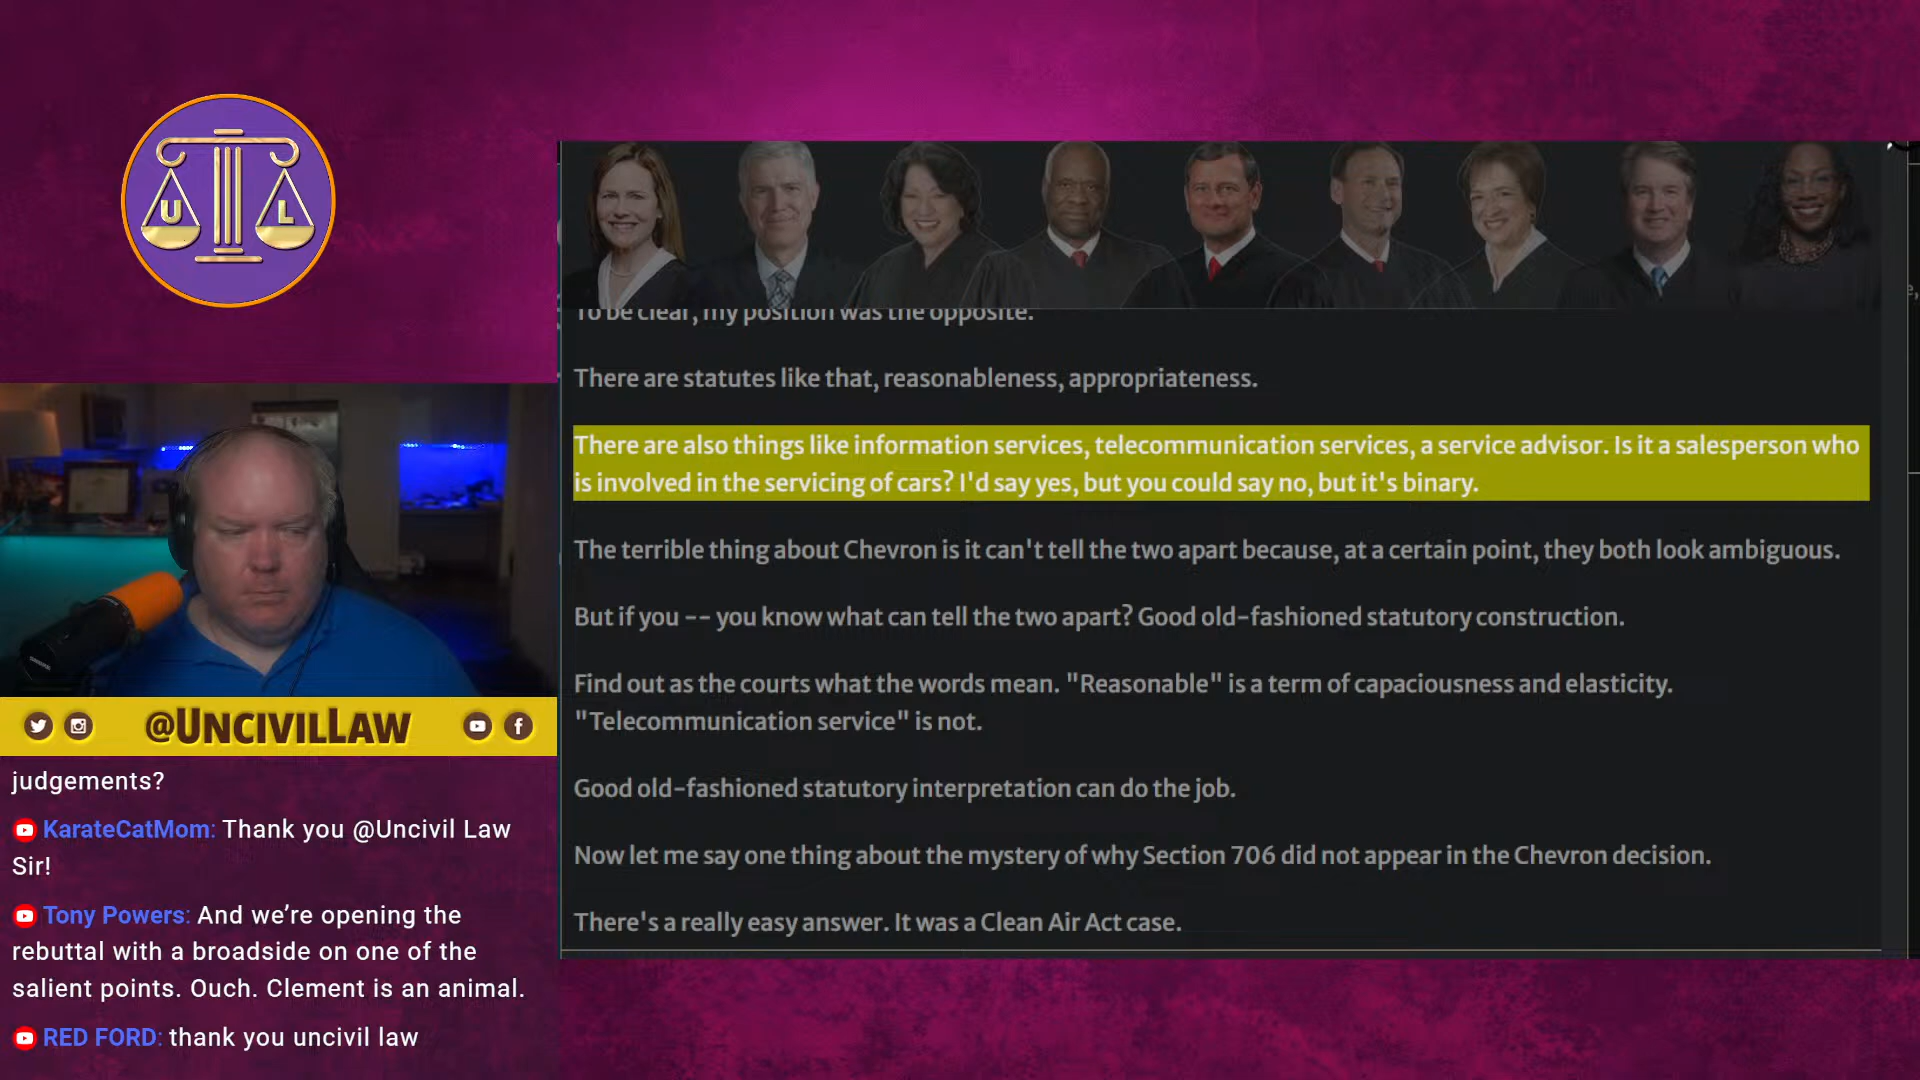 U L
To be clear, my position was the opposite.
There are statutes like that, reasonableness, appropriateness.
There are also things like information services, telecommunication services, a service advisor. Is it a salesperson who
is involved in the servicing of cars? I'd say yes, but you could say no, but it's binary.
The terrible thing about Chevron is it can't tell the two apart because, at a certain point, they both look ambiguous.
But if you -- you know what can tell the two apart? Good old-fashioned statutory construction.
Find out as the courts what the words mean. "Reasonable" is a term of capaciousness and elasticity.
"Telecommunication service" is not.
Good old-fashioned statutory interpretation can do the job.
Now let me say one thing about the mystery of why Section 706 did not appear in the Chevron decision.
There's a really easy answer. It was a Clean Air Act case.
@UNCIVILLAW
judgements?
KarateCatMom: Thank you @Uncivil Law
Sir!
Tony Powers: And we’re opening the
rebuttal with a broadside on one of the
salient points. Ouch. Clement is an animal.
RED FORD: thank you uncivil law